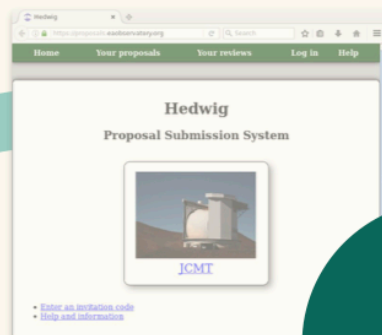 Hedwig
https://proposals.eaobservatory.org
Search
Home Your proposals Your reviews Log in Help
Hedwig
Proposal Submission System
JCMT
Enter an invitation code
Help and information